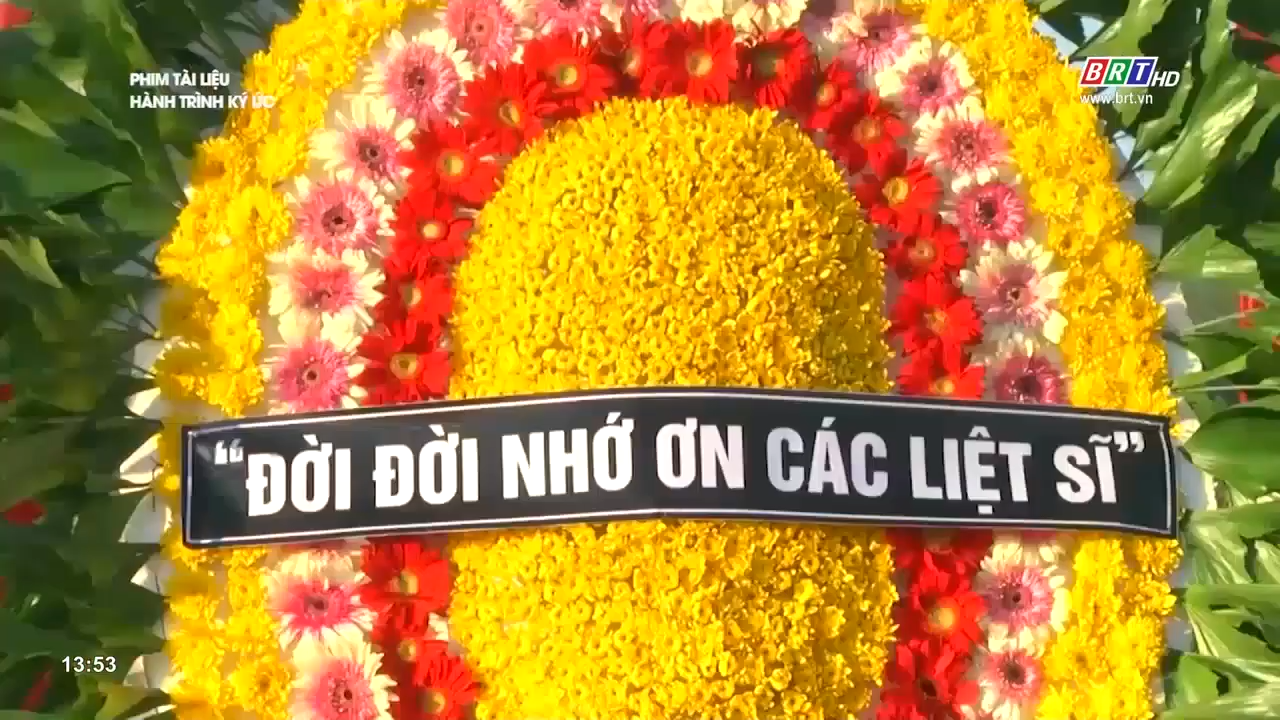 PHIM TÀI LIỆU
HÀNH TRÌNH KÝ ỨC
BRT HD
www.brt.vn
“ĐỜI ĐỜI NHỚ ƠN CÁC LIỆT SĨ”
13:53